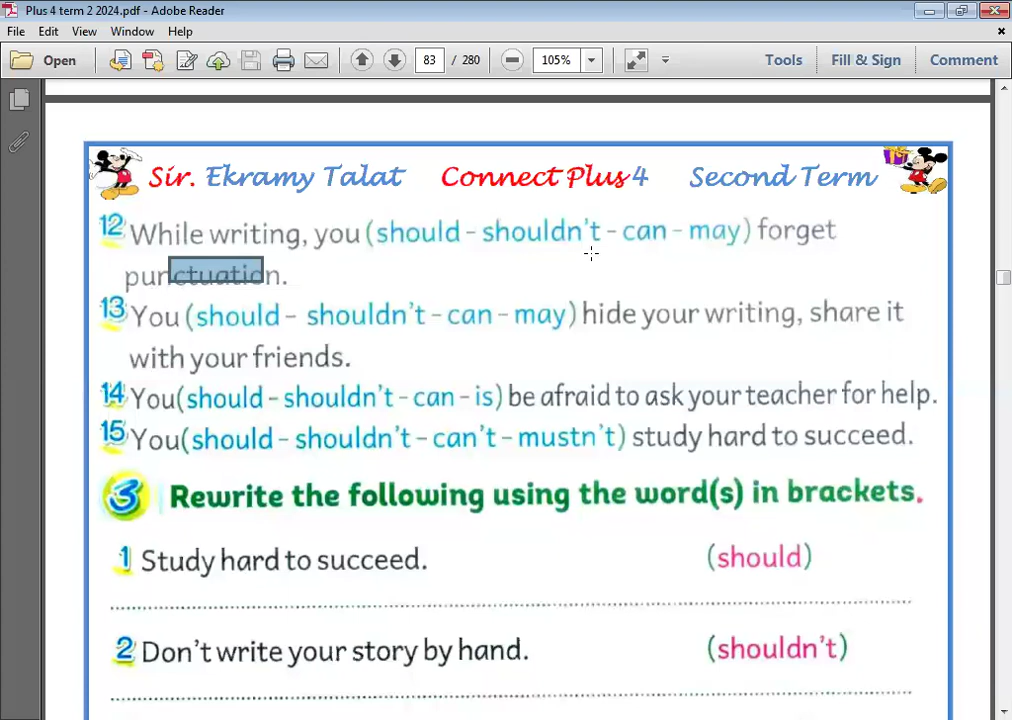 Plus 4 term 2 2024.pdf - Adobe Reader
File Edit View Window Help
Open 83 / 280 105% Tools Fill & Sign Comment
Sir. Ekramy Talat Connect Plus 4 Second Term
12 While writing, you (should - shouldn't - can - may) forget
punctuation.
13 You (should - shouldn't - can - may) hide your writing, share it
with your friends.
14 You(should - shouldn't - can - is) be afraid to ask your teacher for help.
15 You(should - shouldn't - can't - mustn't) study hard to succeed.
3 Rewrite the following using the word(s) in brackets.
1 Study hard to succeed. (should)
2 Don't write your story by hand. (shouldn't)